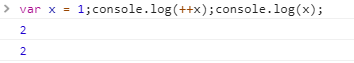 > var x = 1;console.log(++x);console.log(x);
2
2